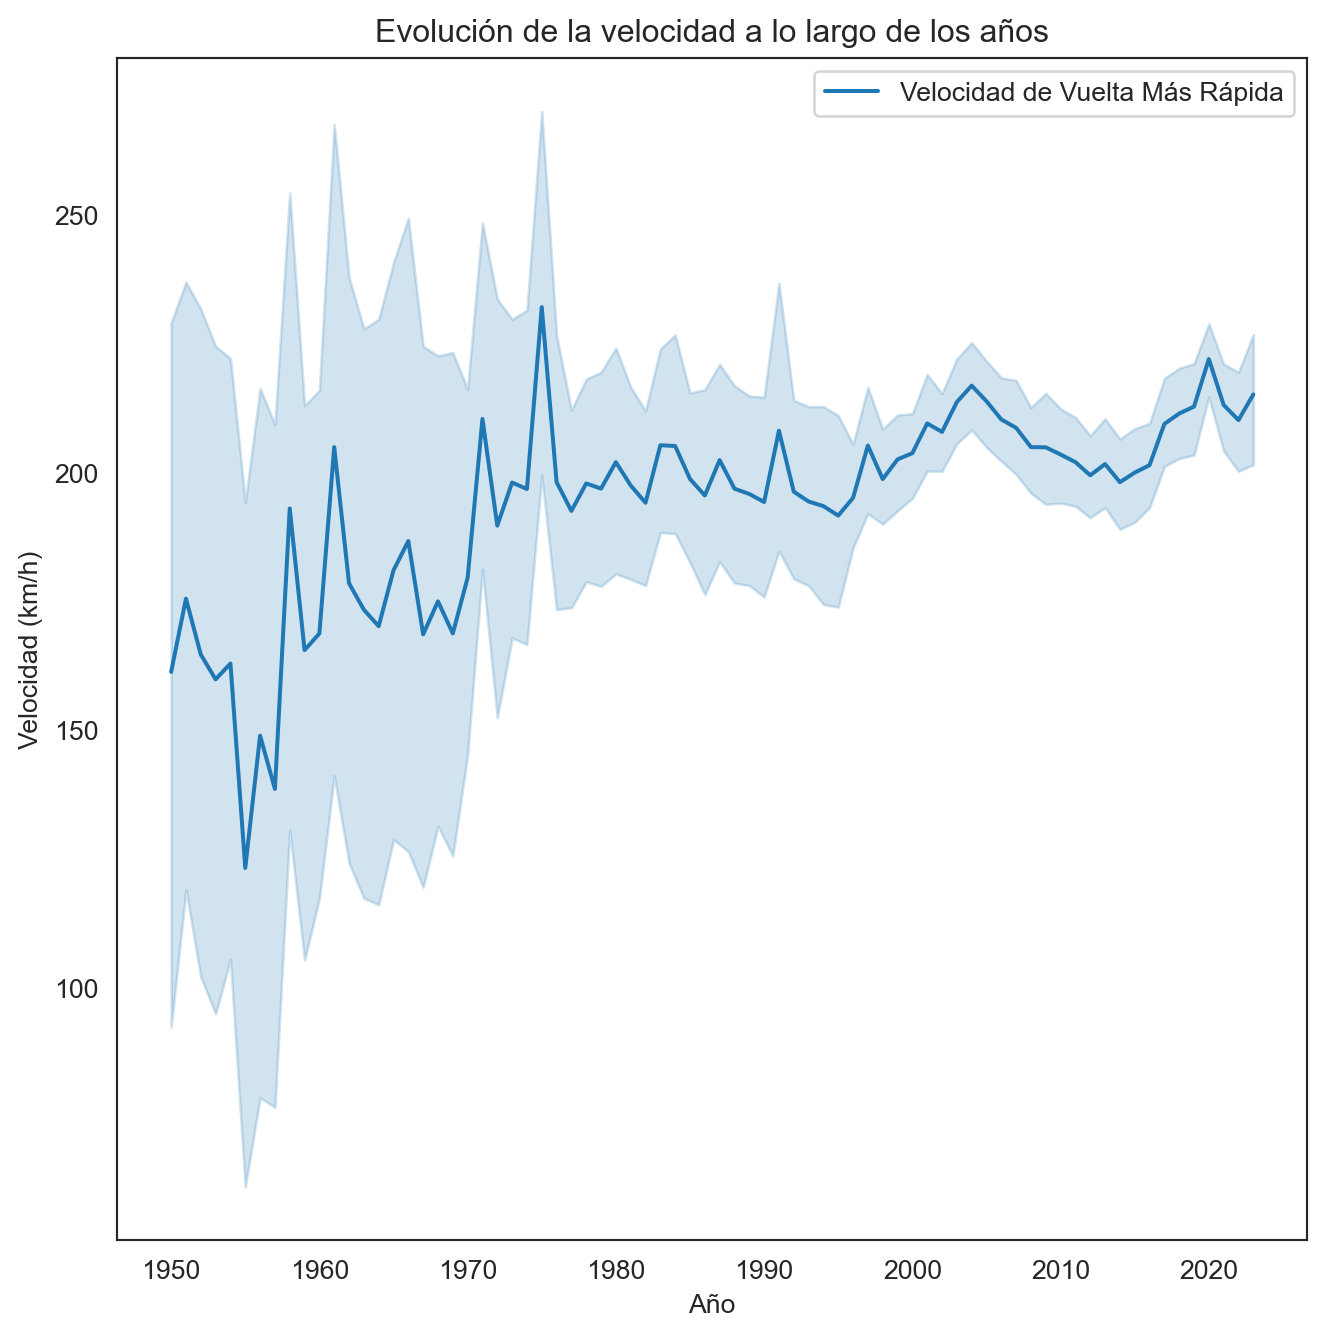 Evolución de la velocidad a lo largo de los años
Velocidad de Vuelta Más Rápida
Velocidad (km/h)
250
200
150
100
1950 1960 1970 1980 1990 2000 2010 2020
Año